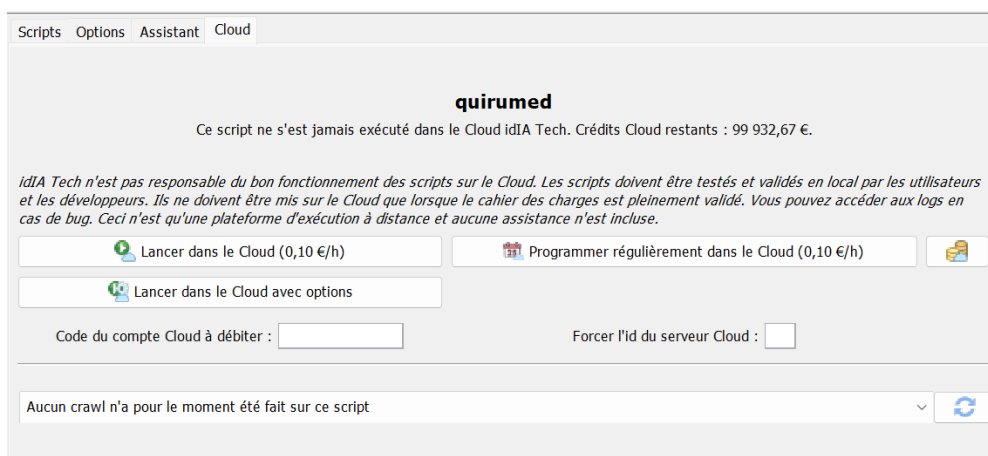 Scripts Options Assistant Cloud
quirumed
Ce script ne s'est jamais exécuté dans le Cloud idIA Tech. Crédits Cloud restants : 99 932,67 €.
idIA Tech n'est pas responsable du bon fonctionnement des scripts sur le Cloud. Les scripts doivent être testés et validés en local par les utilisateurs
et les développeurs. Ils ne doivent être mis sur le Cloud que lorsque le cahier des charges est pleinement validé. Vous pouvez accéder aux logs en
cas de bug. Ceci n'est qu'une plateforme d'exécution à distance et aucune assistance n'est incluse.
Lancer dans le Cloud (0,10 €/h) Programmer régulièrement dans le Cloud (0,10 €/h)
Lancer dans le Cloud avec options
Code du compte Cloud à débiter : Forcer l'id du serveur Cloud :
Aucun crawl n'a pour le moment été fait sur ce script